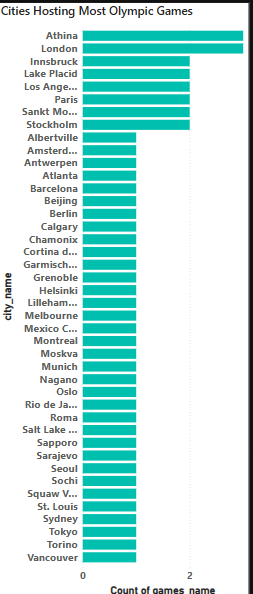 Cities Hosting Most Olympic Games
Athina
London
Innsbruck
Lake Placid
Los Ange...
Paris
Sankt Mo...
Stockholm
Albertville
Amsterd...
Antwerpen
Atlanta
Barcelona
Beijing
Berlin
Calgary
Chamonix
Cortina d...
Garmisch...
Grenoble
Helsinki
Lilleham...
Melbourne
Mexico C...
Montreal
Moskva
Munich
Nagano
Oslo
Rio de Ja...
Roma
Salt Lake ...
Sapporo
Sarajevo
Seoul
Sochi
Squaw V...
St. Louis
Sydney
Tokyo
Torino
Vancouver
city_name
0 2
Count of games_name